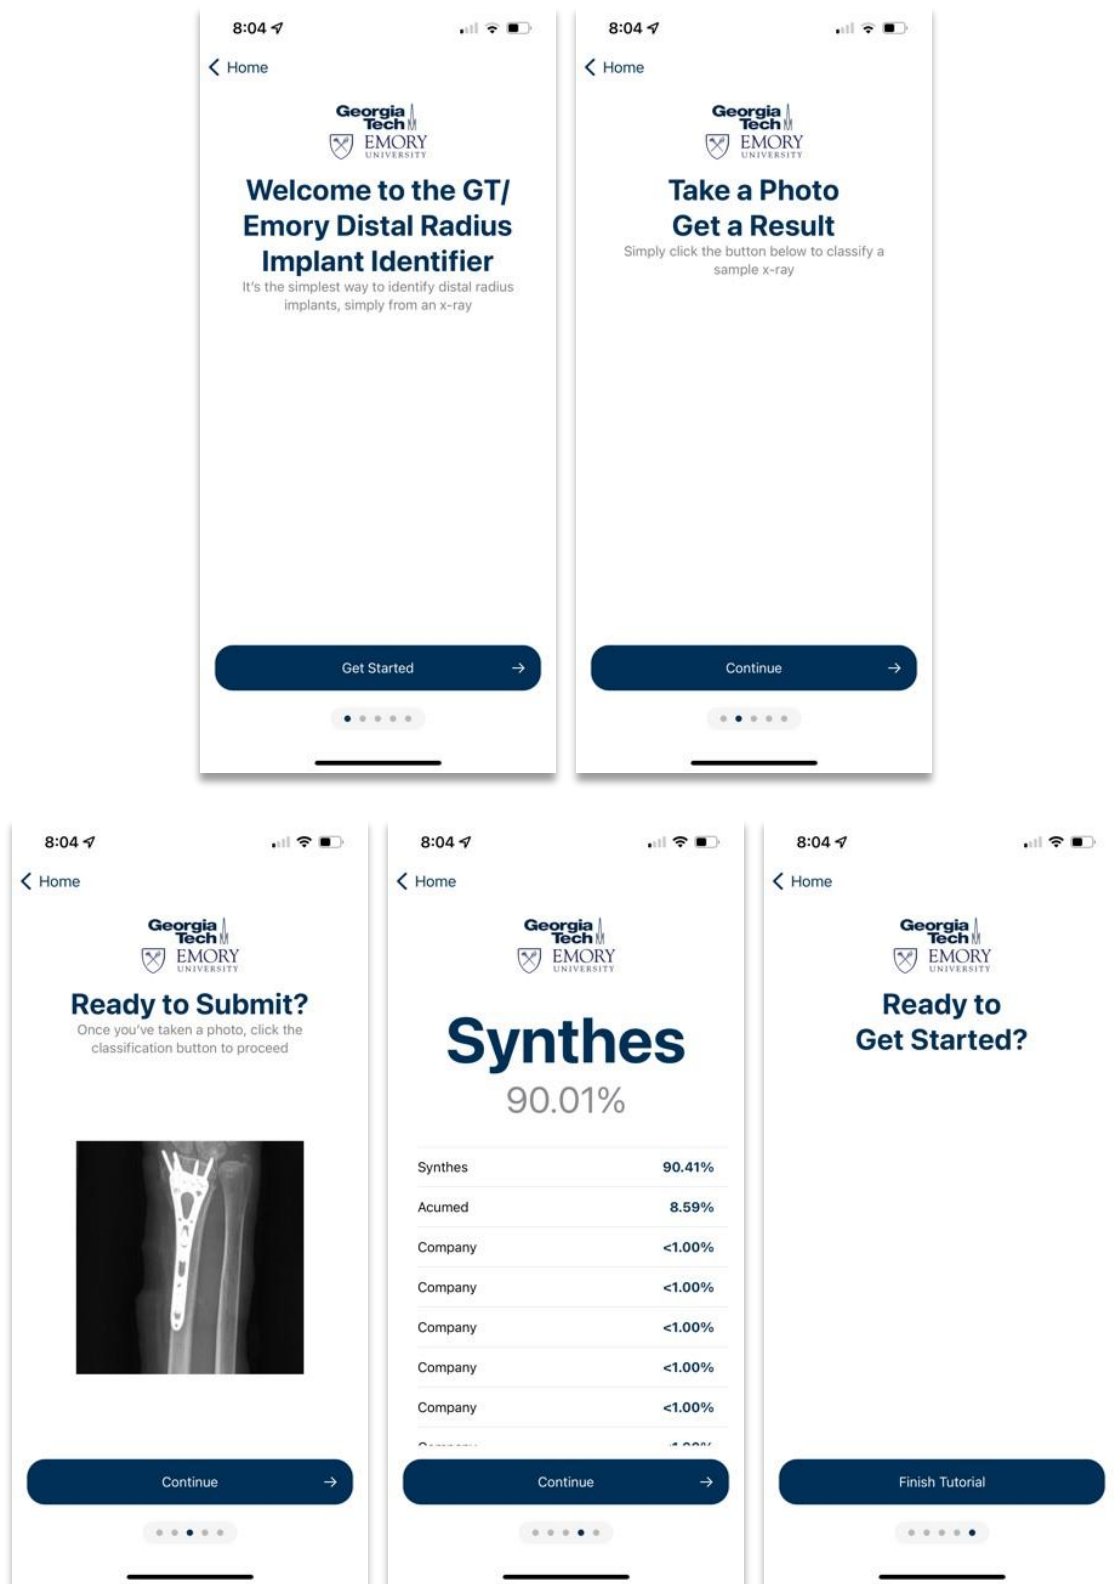 8:04
Home
Georgia
Tech
EMORY
UNIVERSITY
Welcome to the GT/
Emory Distal Radius
Implant Identifier
It's the simplest way to identify distal radius
implants, simply from an x-ray
Get Started
8:04
Home
Georgia
Tech
EMORY
UNIVERSITY
Take a Photo
Get a Result
Simply click the button below to classify a
sample x-ray
Continue
8:04
Home
Georgia
Tech
EMORY
UNIVERSITY
Ready to Submit?
Once you've taken a photo, click the
classification button to proceed
Continue
8:04
Home
Georgia
Tech
EMORY
UNIVERSITY
Synthes
90.01%
Synthes 90.41%
Acumed 8.59%
Company <1.00%
Company <1.00%
Company <1.00%
Company <1.00%
Company <1.00%
Continue
8:04
Home
Georgia
Tech
EMORY
UNIVERSITY
Ready to
Get Started?
Finish Tutorial